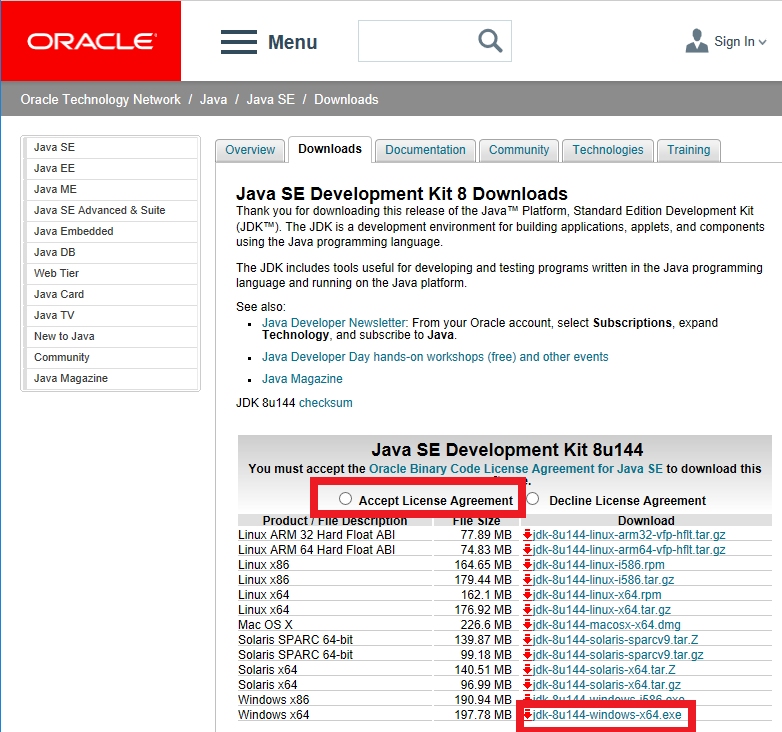 ORACLE
Menu
Sign In
Oracle Technology Network / Java / Java SE / Downloads
Java SE
Java EE
Java ME
Java SE Advanced & Suite
Java Embedded
Java DB
Web Tier
Java Card
Java TV
New to Java
Community
Java Magazine
Overview
Downloads
Documentation
Community
Technologies
Training
Java SE Development Kit 8 Downloads
Thank you for downloading this release of the Java™ Platform, Standard Edition Development Kit
(JDK™). The JDK is a development environment for building applications, applets, and components
using the Java programming language.
The JDK includes tools useful for developing and testing programs written in the Java programming
language and running on the Java platform.
See also:
Java Developer Newsletter: From your Oracle account, select Subscriptions, expand
Technology, and subscribe to Java.
Java Developer Day hands-on workshops (free) and other events
Java Magazine
JDK 8u144 checksum
Java SE Development Kit 8u144
You must accept the Oracle Binary Code License Agreement for Java SE to download this
Accept License Agreement Decline License Agreement
Product / File Description File Size Download
Linux ARM 32 Hard Float ABI 77.89 MB jdk-8u144-linux-arm32-vfp-hflt.tar.gz
Linux ARM 64 Hard Float ABI 74.83 MB jdk-8u144-linux-arm64-vfp-hflt.tar.gz
Linux x86 164.65 MB jdk-8u144-linux-i586.rpm
Linux x86 179.44 MB jdk-8u144-linux-i586.tar.gz
Linux x64 162.1 MB jdk-8u144-linux-x64.rpm
Linux x64 176.92 MB jdk-8u144-linux-x64.tar.gz
Mac OS X 226.6 MB jdk-8u144-macosx-x64.dmg
Solaris SPARC 64-bit 139.87 MB jdk-8u144-solaris-sparcv9.tar.Z
Solaris SPARC 64-bit 99.18 MB jdk-8u144-solaris-sparcv9.tar.gz
Solaris x64 140.51 MB jdk-8u144-solaris-x64.tar.Z
Solaris x64 96.99 MB jdk-8u144-solaris-x64.tar.gz
Windows x86 190.94 MB jdk-8u144-windows-i586.exe
Windows x64 197.78 MB jdk-8u144-windows-x64.exe